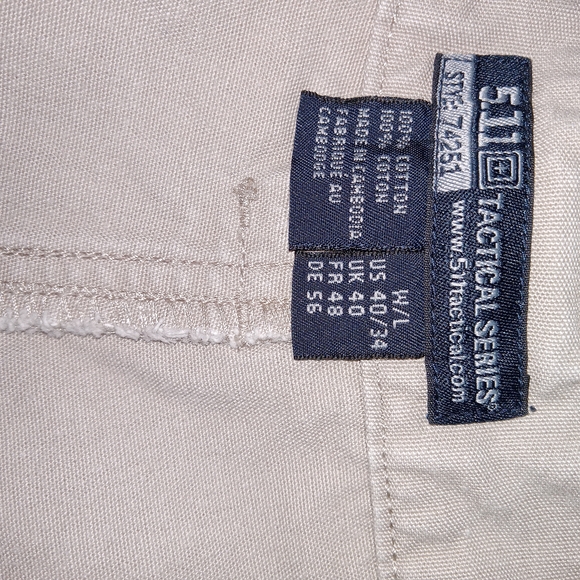 5.11 TACTICAL SERIES®
STYLE: 74251 www.511tactical.com
100% COTTON
100% COTON
MADE IN CAMBODIA
FABRIQUÉ AU
CAMBODGE
W/L
US 40/34
UK 40
FR 48
DE 56